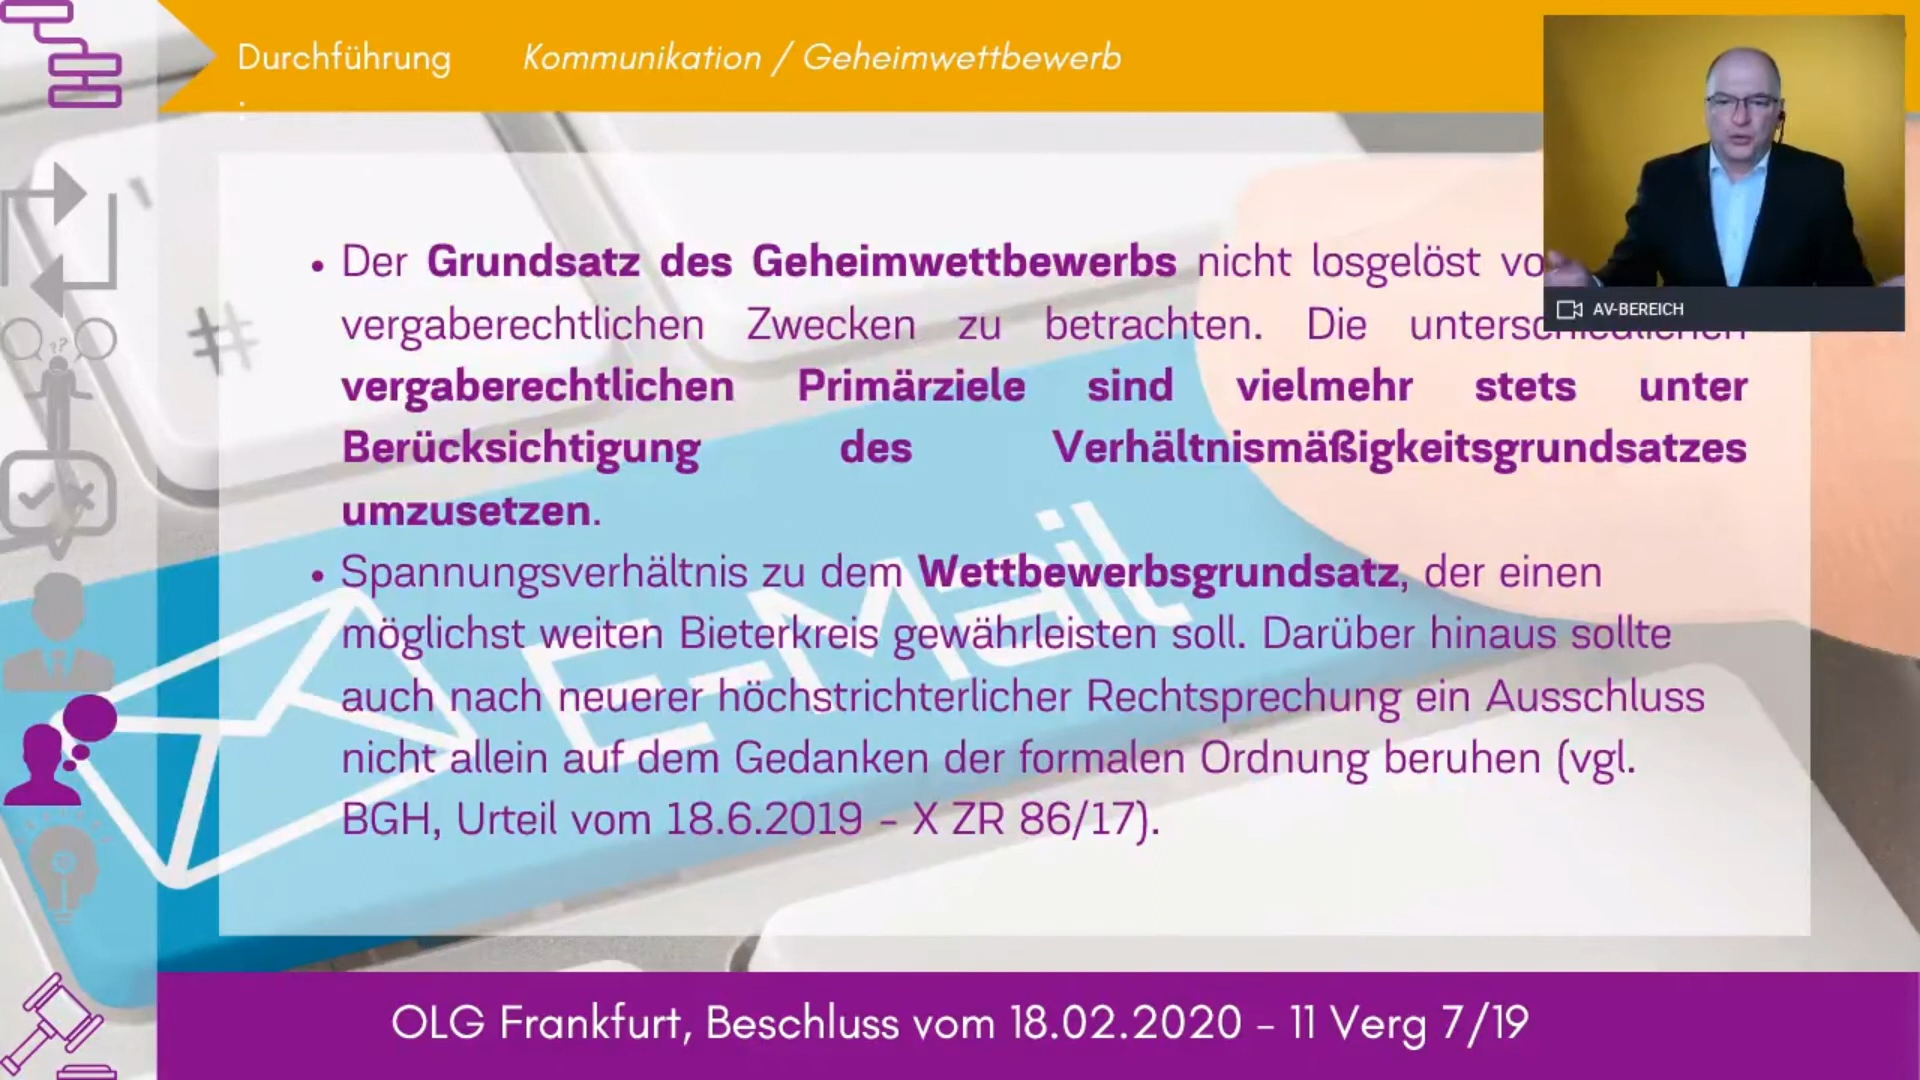 Durchführung Kommunikation / Geheimwettbewerb
:
• Der Grundsatz des Geheimwettbewerbs nicht losgelöst
vergaberechtlichen Zwecken zu betrachten. Die
vergaberechtlichen Primärziele sind vielmehr stets unter
Berücksichtigung des Verhältnismäßigkeitsgrundsatzes
umzusetzen.
• Spannungsverhältnis zu dem Wettbewerbsgrundsatz, der einen
möglichst weiten Bieterkreis gewährleisten soll. Darüber hinaus sollte
auch nach neuerer höchstrichterlicher Rechtsprechung ein Ausschluss
nicht allein auf dem Gedanken der formalen Ordnung beruhen (vgl.
BGH, Urteil vom 18.6.2019 – X ZR 86/17).
AV-BEREICH
??
#
'
E-Mail
OLG Frankfurt, Beschluss vom 18.02.2020 – 11 Verg 7/19